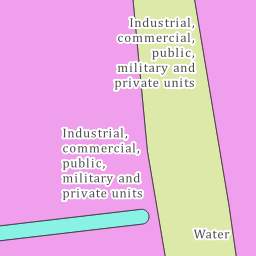 Industrial,
commercial,
public,
military and
private units
Industrial,
commercial,
public,
military and
private units
Water